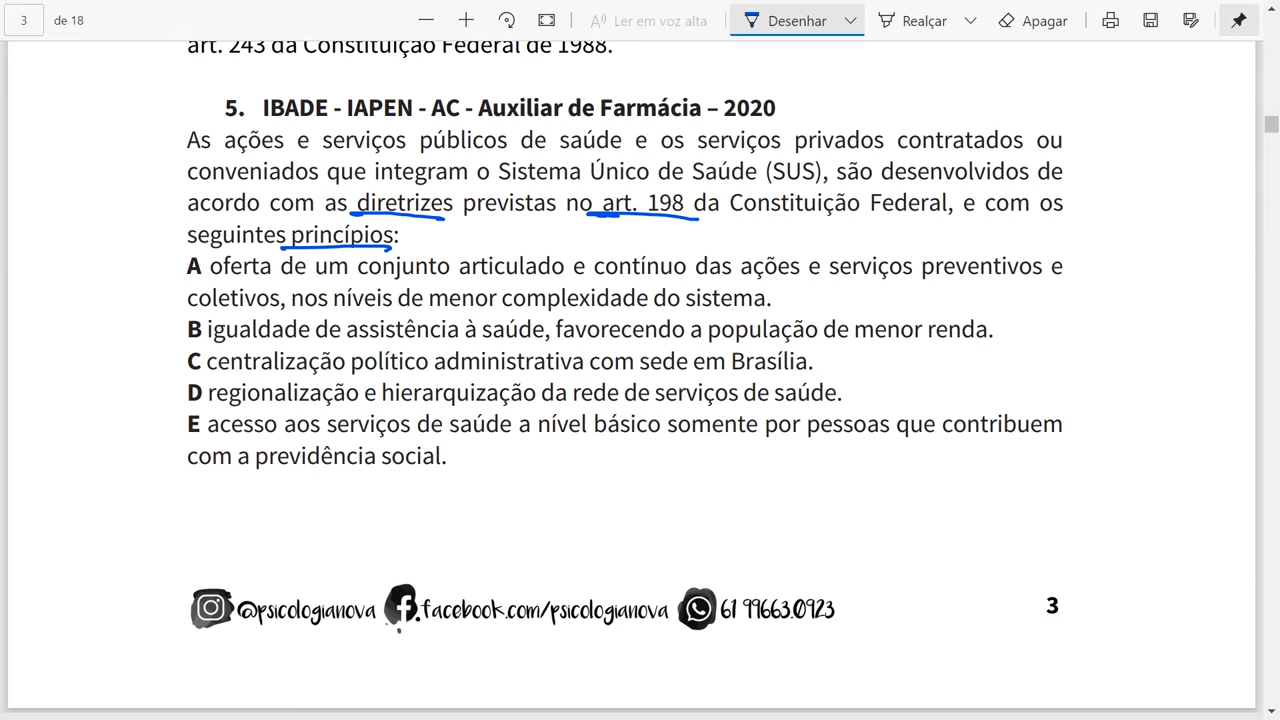 3 de 18 Ler em voz alta Desenhar Realçar Apagar
art. 243 da Constituição Federal de 1988.
5. IBADE - IAPEN - AC - Auxiliar de Farmácia – 2020
As ações e serviços públicos de saúde e os serviços privados contratados ou
conveniados que integram o Sistema Único de Saúde (SUS), são desenvolvidos de
acordo com as diretrizes previstas no art. 198 da Constituição Federal, e com os
seguintes princípios:
A oferta de um conjunto articulado e contínuo das ações e serviços preventivos e
coletivos, nos níveis de menor complexidade do sistema.
B igualdade de assistência à saúde, favorecendo a população de menor renda.
C centralização político administrativa com sede em Brasília.
D regionalização e hierarquização da rede de serviços de saúde.
E acesso aos serviços de saúde a nível básico somente por pessoas que contribuem
com a previdência social.
@psicologianova facebook.com/psicologianova 61 99663.0923 3